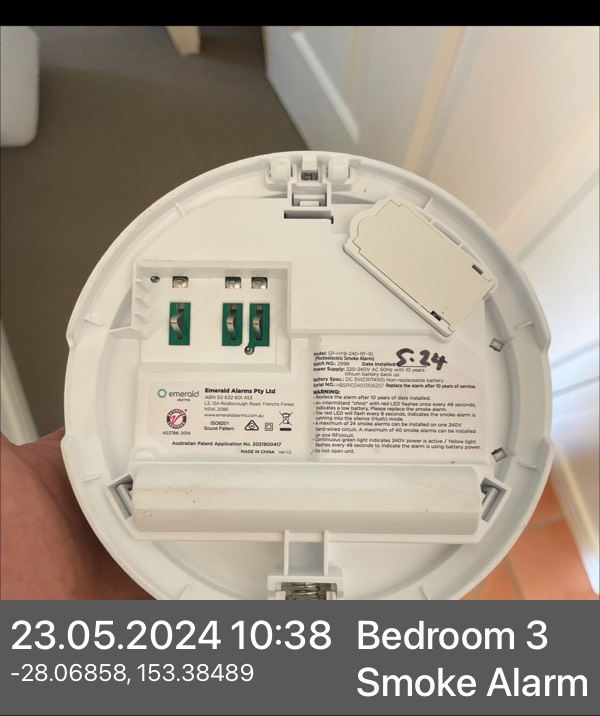 5.24
Model: EP-HYB-240-RF-10
(Photoelectric Smoke Alarm)
Batch NO.: 2998 Date Installed:
Power Supply: 220-240V AC 50Hz with 10 years
lithium battery back up
Battery Spec.: DC 3V(CR17450) Non-replaceable battery
Replace the alarm after 10 years of service.
WARNING:
- Replace the alarm after 10 years of date installed.
- An intermittent "chirp" with red LED flashes once every 48 seconds,
indicates a low battery, Please replace the smoke alarm.
- The red LED will flash every 8 seconds, indicates the smoke alarm is
running in the silence (Hush) mode.
- A maximum of 24 smoke alarms can be installed on one 240V
hard-wired circuit. A maximum of 40 smoke alarms can be installed
on one RF circuit.
- Continuous green light indicates 240V power is active / Yellow light
flashes every 48 seconds to indicate the alarm is using battery power.
- Do not open unit.
emerald
alarms
Emerald Alarms Pty Ltd
ABN 50 632 601 453
L2, 13A Rodborough Road, Frenchs Forest
NSW, 2086
www.emeraldalarms.com.au
AS3786:2014
ISO8201
Sound Pattern
Australian Patent Application No. 2021900417
MADE IN CHINA Ver1.0
23.05.2024 10:38
-28.06858, 153.38489
Bedroom 3
Smoke Alarm